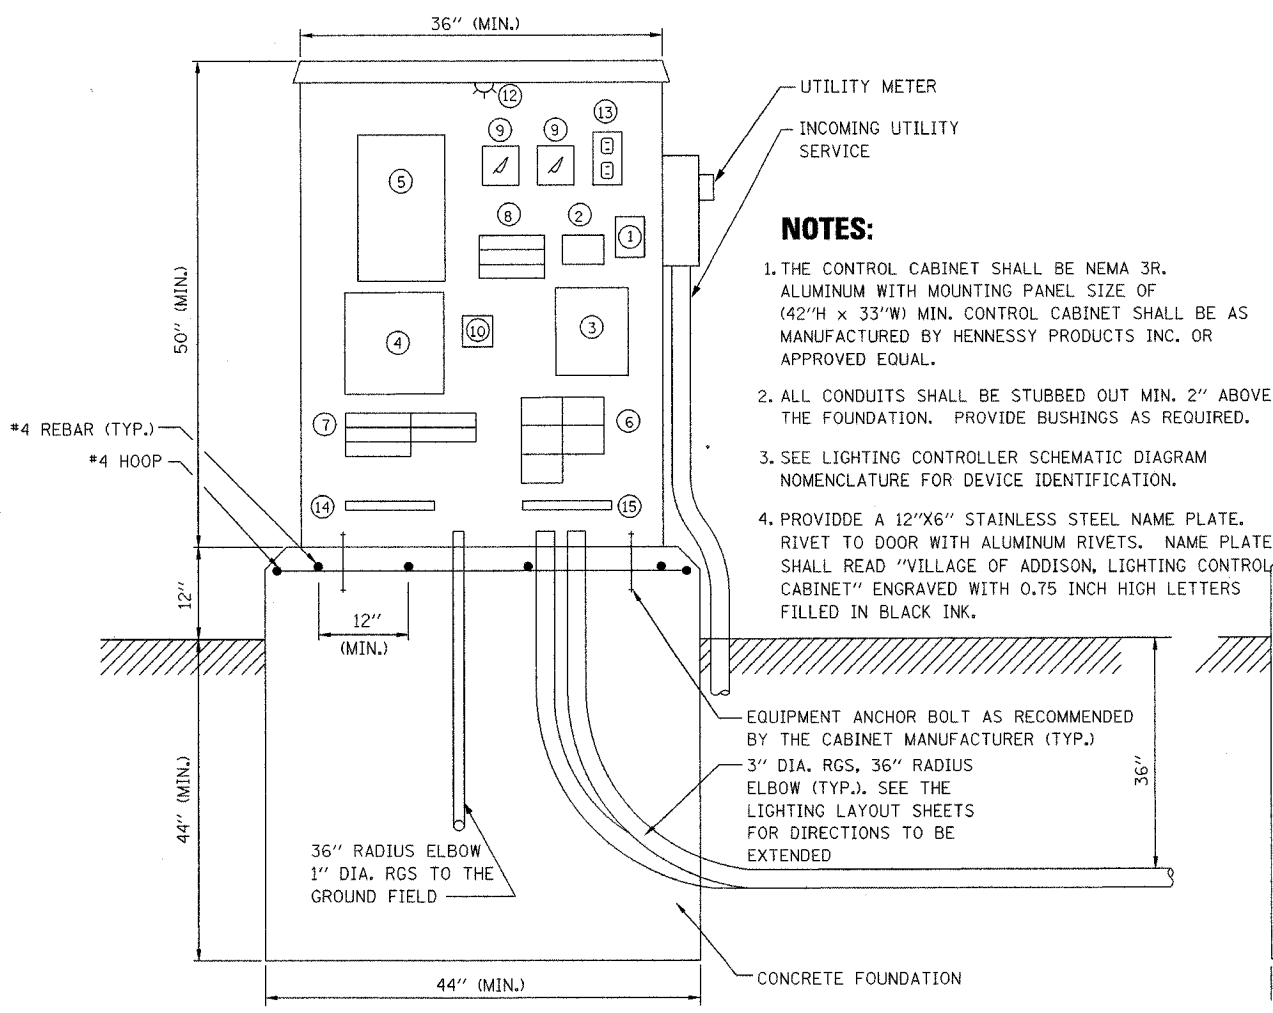 36" (MIN.)
UTILITY METER
INCOMING UTILITY
SERVICE
12
13
9
9
5
8
2
1
50" (MIN.)
10
3
4
7
6
14
15
#4 REBAR (TYP.)
#4 HOOP
12"
12"
(MIN.)
NOTES:
1. THE CONTROL CABINET SHALL BE NEMA 3R.
ALUMINUM WITH MOUNTING PANEL SIZE OF
(42"H x 33"W) MIN. CONTROL CABINET SHALL BE AS
MANUFACTURED BY HENNESSY PRODUCTS INC. OR
APPROVED EQUAL.
2. ALL CONDUITS SHALL BE STUBBED OUT MIN. 2" ABOVE
THE FOUNDATION. PROVIDE BUSHINGS AS REQUIRED.
3. SEE LIGHTING CONTROLLER SCHEMATIC DIAGRAM
NOMENCLATURE FOR DEVICE IDENTIFICATION.
4. PROVIDDE A 12"X6" STAINLESS STEEL NAME PLATE.
RIVET TO DOOR WITH ALUMINUM RIVETS. NAME PLATE
SHALL READ "VILLAGE OF ADDISON, LIGHTING CONTROL
CABINET" ENGRAVED WITH 0.75 INCH HIGH LETTERS
FILLED IN BLACK INK.
EQUIPMENT ANCHOR BOLT AS RECOMMENDED
BY THE CABINET MANUFACTURER (TYP.)
3" DIA. RGS, 36" RADIUS
ELBOW (TYP.). SEE THE
LIGHTING LAYOUT SHEETS
FOR DIRECTIONS TO BE
EXTENDED
36"
44" (MIN.)
36" RADIUS ELBOW
1" DIA. RGS TO THE
GROUND FIELD
CONCRETE FOUNDATION
44" (MIN.)